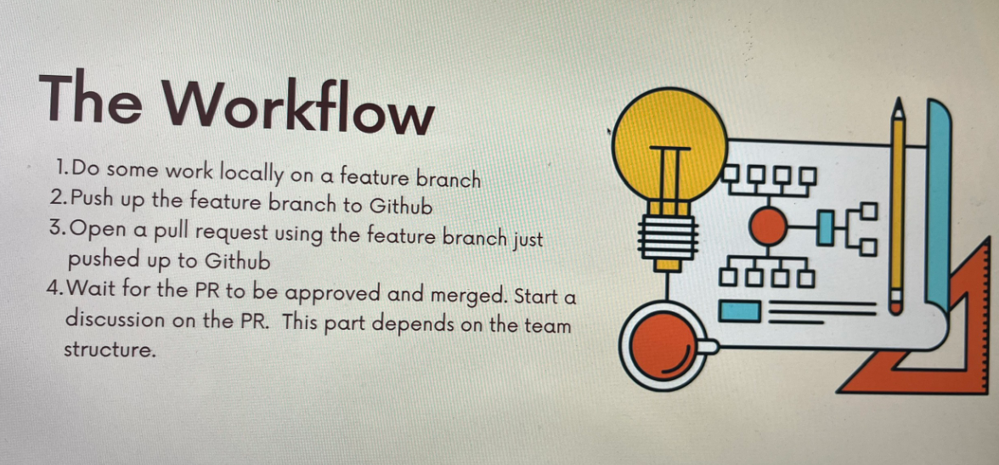 The Workflow
1.Do some work locally on a feature branch
2.Push up the feature branch to Github
3.Open a pull request using the feature branch just
pushed up to Github
4.Wait for the PR to be approved and merged. Start a
discussion on the PR. This part depends on the team
structure.